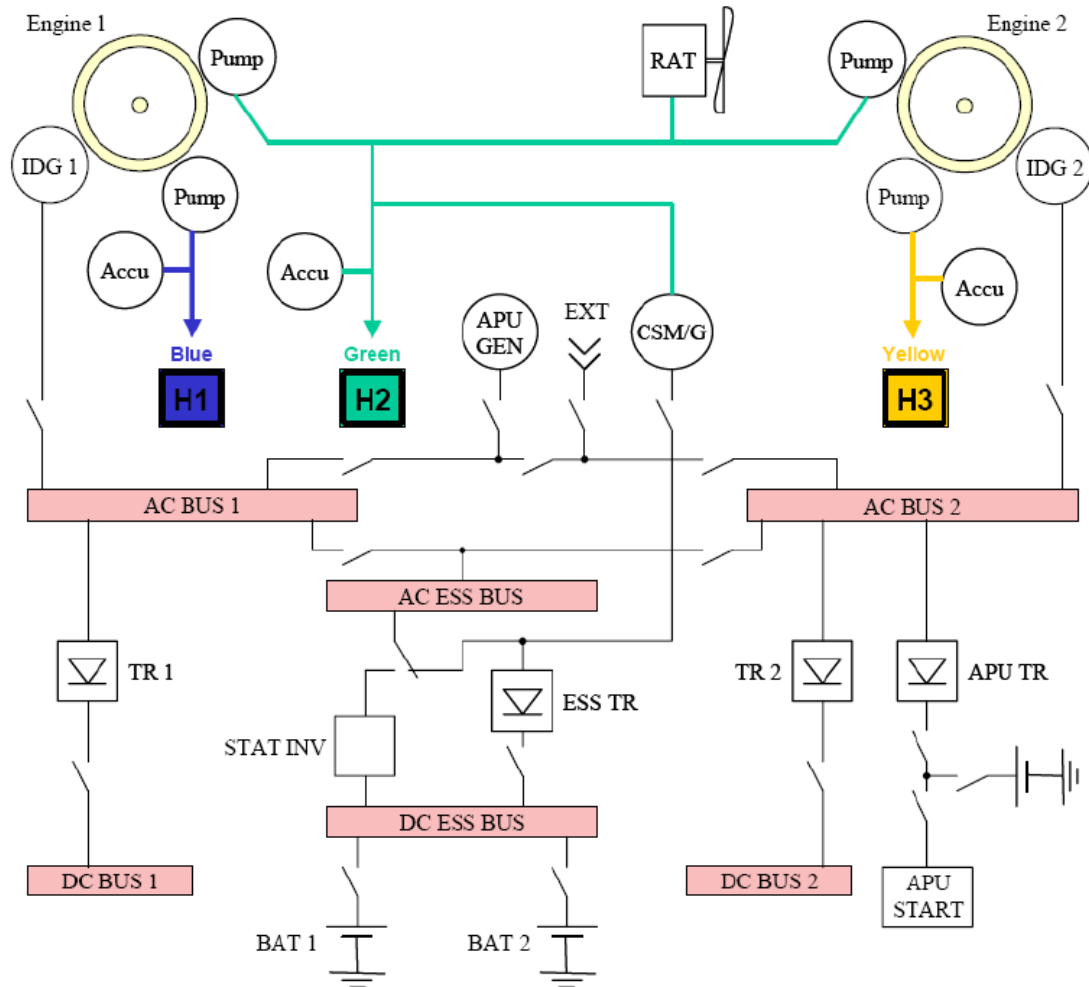 Engine 1
Engine 2
Pump
RAT
Pump
IDG 1
IDG 2
Pump
Pump
Accu
Accu
Accu
APU
GEN
EXT
CSM/G
Blue
Green
Yellow
H1
H2
H3
AC BUS 1
AC BUS 2
AC ESS BUS
TR 1
ESS TR
TR 2
APU TR
STAT INV
DC ESS BUS
DC BUS 1
DC BUS 2
APU
START
BAT 1
BAT 2